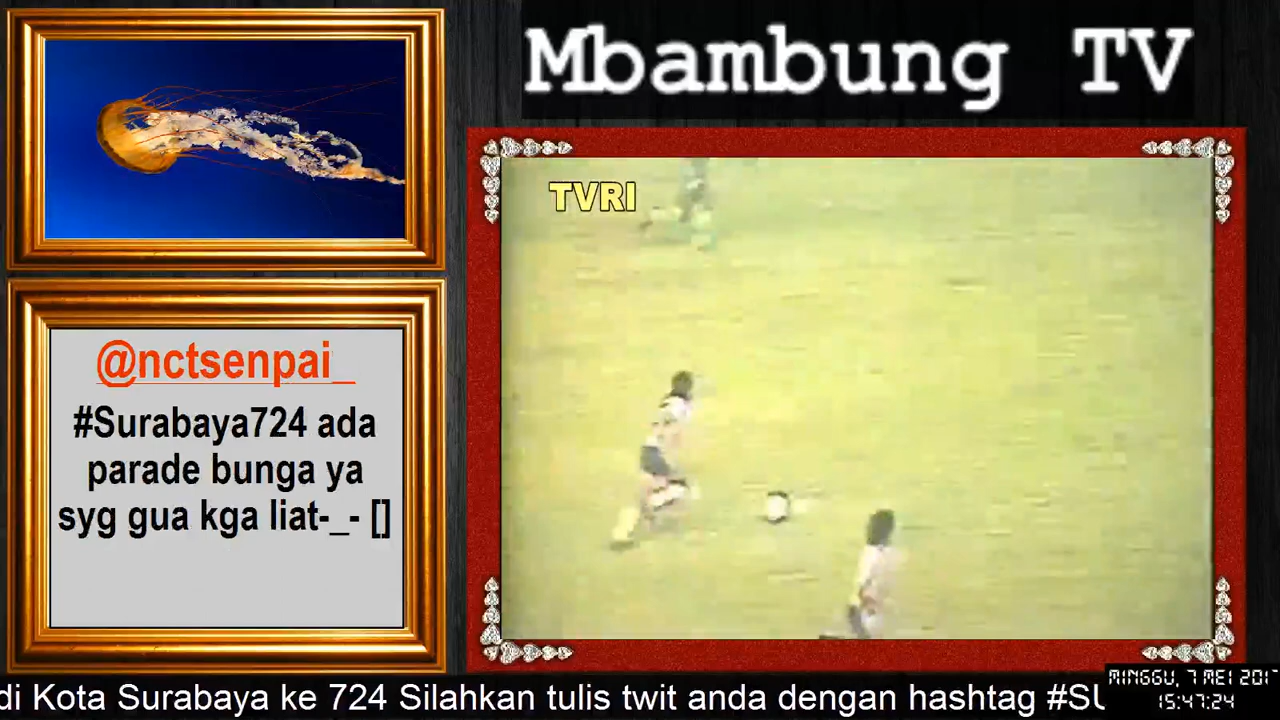 Mbambung TV
TVRI
@nctsenpai_
#Surabaya724 ada
parade bunga ya
syg gua kga liat-_- []
di Kota Surabaya ke 724 Silahkan tulis twit anda dengan hashtag #SU
MINGGU, 7 MEI 2017
15:47:24